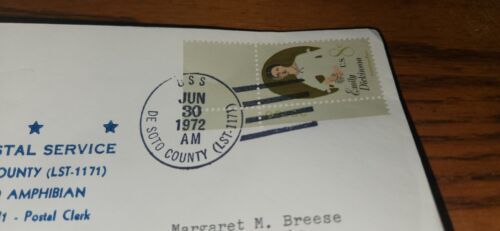 8c
US
Emily
Dickinson
USS
JUN
30
1972
AM
DE SOTO COUNTY (LST-1171)
STAL SERVICE
OUNTY (LST-1171)
AMPHIBIAN
1 - Postal Clerk
Margaret M. Breese